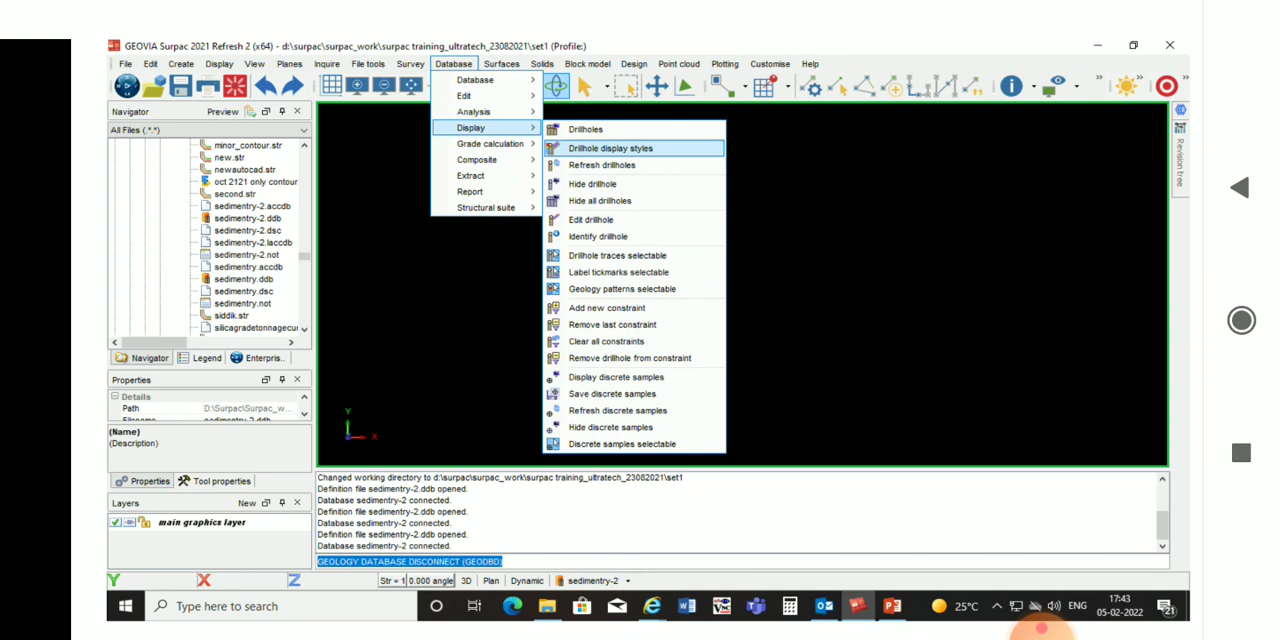 GEOVIA Surpac 2021 Refresh 2 (x64) - d:\surpac\surpac_work\surpac training_ultratech_23082021\set1 (Profile:)
File Edit Create Display View Planes Inquire File tools Survey Database Surfaces Solids Block model Design Point cloud Plotting Customise Help
Navigator Preview
All Files (*.*)
minor_contour.str
new.str
newautocad.str
oct 2121 only contour
second.str
sedimentry-2.accdb
sedimentry-2.ddb
sedimentry-2.dsc
sedimentry-2.laccdb
sedimentry-2.not
sedimentry.accdb
sedimentry.ddb
sedimentry.dsc
sedimentry.not
siddik.str
silicagradetonnagecur
Navigator Legend Enterpris..
Properties
Details
Path D:\Surpac\Surpac_w...
Filename sedimentry-2.ddb
(Name)
(Description)
Properties Tool properties
Layers New
main graphics layer
Database
Edit
Analysis
Display
Grade calculation
Composite
Extract
Report
Structural suite
Drillholes
Drillhole display styles
Refresh drillholes
Hide drillhole
Hide all drillholes
Edit drillhole
Identify drillhole
Drillhole traces selectable
Label tickmarks selectable
Geology patterns selectable
Add new constraint
Remove last constraint
Clear all constraints
Remove drillhole from constraint
Display discrete samples
Save discrete samples
Refresh discrete samples
Hide discrete samples
Discrete samples selectable
Revision tree
Y
X
Changed working directory to d:\surpac\surpac_work\surpac training_ultratech_23082021\set1
Definition file sedimentry-2.ddb opened.
Database sedimentry-2 connected.
Definition file sedimentry-2.ddb opened.
Database sedimentry-2 connected.
Definition file sedimentry-2.ddb opened.
Database sedimentry-2 connected.
GEOLOGY DATABASE DISCONNECT (GEODBD)
Y X Z Str = 1 0.000 angle 3D Plan Dynamic sedimentry-2
Type here to search
25°C ENG
17:43
05-02-2022
21